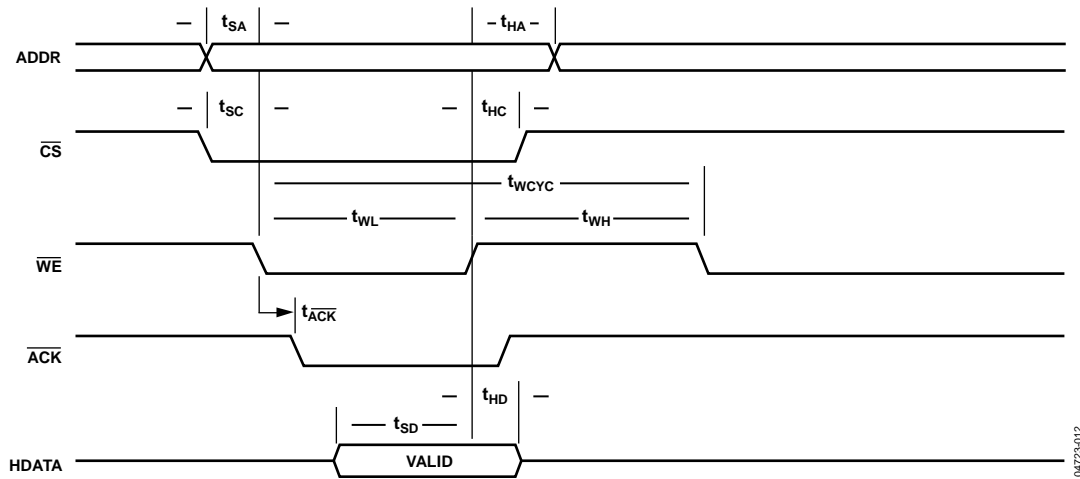 tSA
tHA
ADDR
tSC
tHC
CS
tWCYC
tWL
tWH
WE
tACK
ACK
tHD
tSD
HDATA
VALID
04723-012